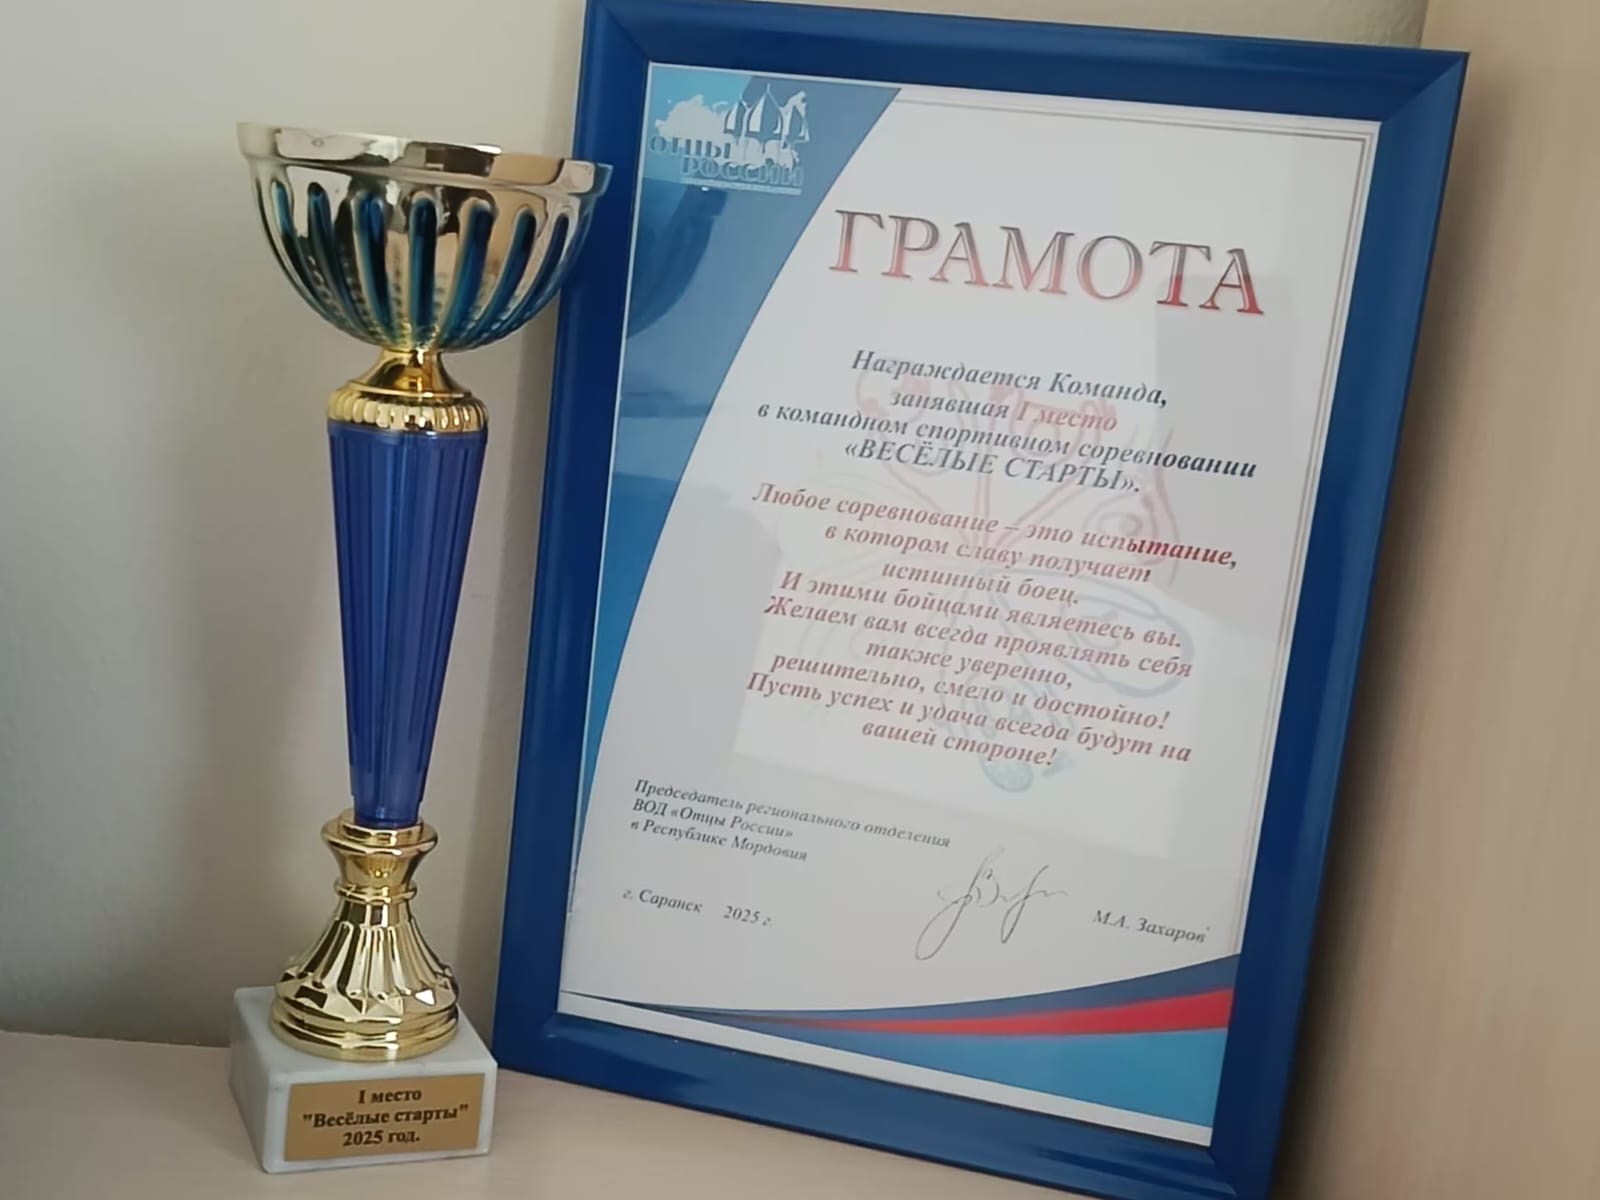 ОТЦЫ
РОССИИ
ГРАМОТА
Награждается Команда,
занявшая I место
в командном спортивном соревновании
«ВЕСЁЛЫЕ СТАРТЫ».
Любое соревнование – это испытание,
в котором славу получает
истинный боец.
И этими бойцами являетесь вы.
Желаем вам всегда проявлять себя
также уверенно,
решительно, смело и достойно!
Пусть успех и удача всегда будут на
вашей стороне!
Председатель регионального отделения
ВОД «Отцы России»
в Республике Мордовия
г. Саранск 2025 г.
М.А. Захаров
I место
"Весёлые старты"
2025 год.